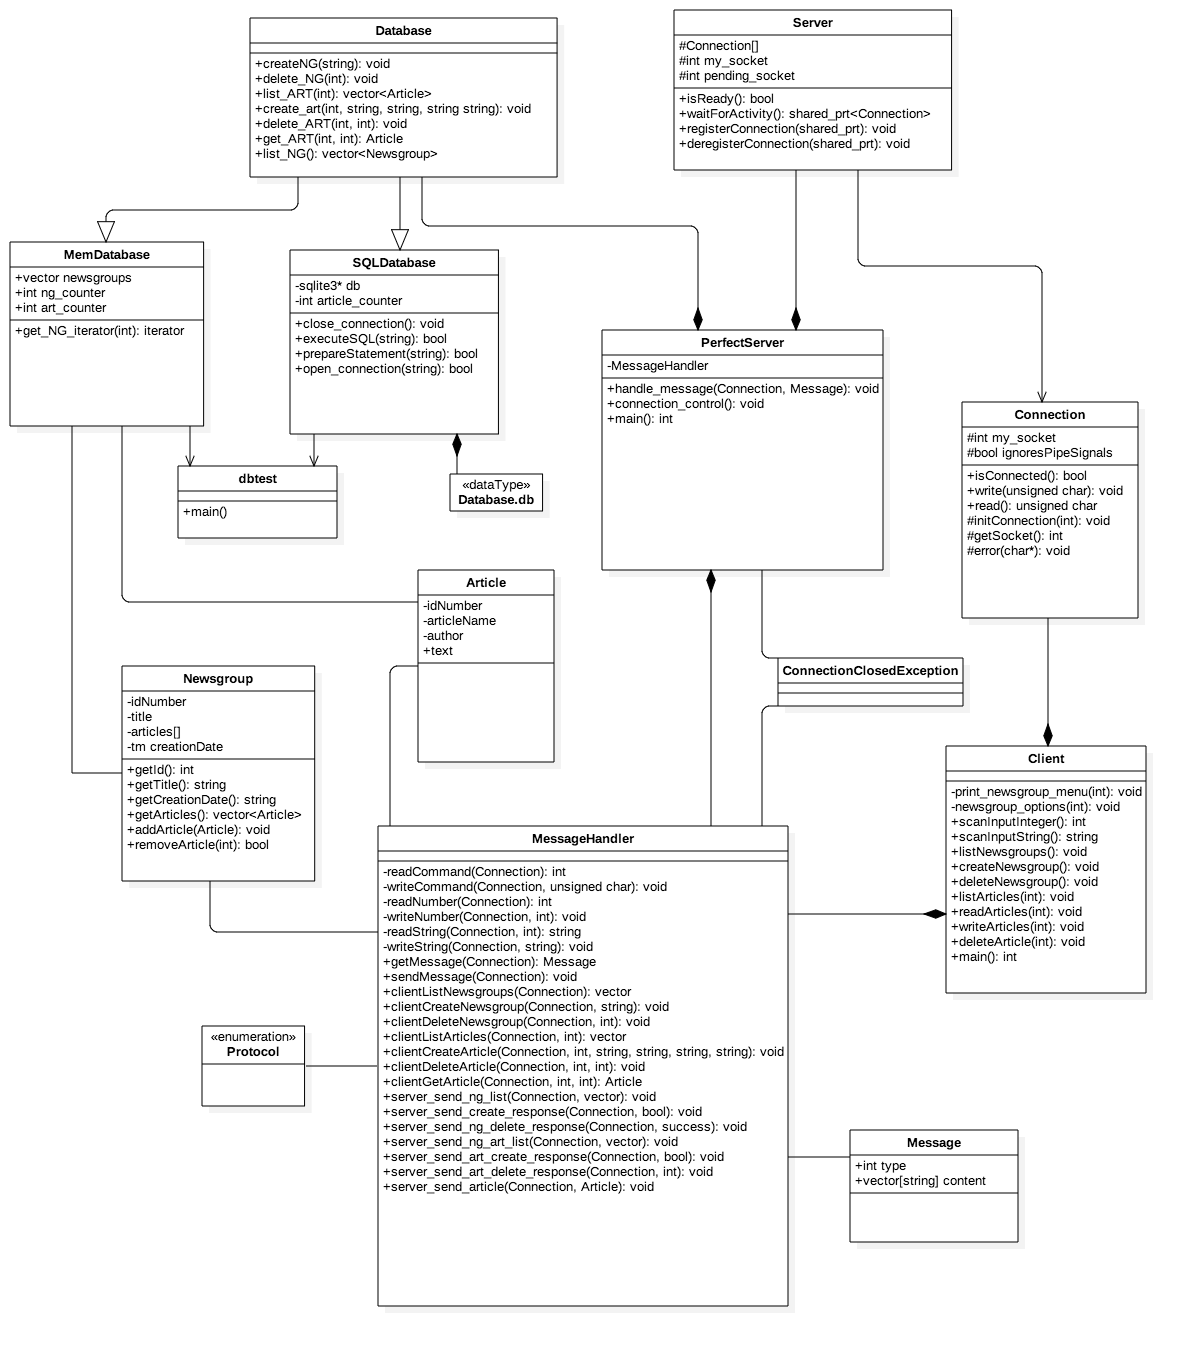 Database
+createNG(string): void
+delete_NG(int): void
+list_ART(int): vector<Article>
+create_art(int, string, string, string string): void
+delete_ART(int, int): void
+get_ART(int, int): Article
+list_NG(): vector<Newsgroup>
Server
#Connection[]
#int my_socket
#int pending_socket
+isReady(): bool
+waitForActivity(): shared_prt<Connection>
+registerConnection(shared_prt): void
+deregisterConnection(shared_prt): void
MemDatabase
+vector newsgroups
+int ng_counter
+int art_counter
+get_NG_iterator(int): iterator
SQLDatabase
-sqlite3* db
-int article_counter
+close_connection(): void
+executeSQL(string): bool
+prepareStatement(string): bool
+open_connection(string): bool
PerfectServer
-MessageHandler
+handle_message(Connection, Message): void
+connection_control(): void
+main(): int
Connection
#int my_socket
#bool ignoresPipeSignals
+isConnected(): bool
+write(unsigned char): void
+read(): unsigned char
#initConnection(int): void
#getSocket(): int
#error(char*): void
dbtest
+main()
«dataType»
Database.db
Article
-idNumber
-articleName
-author
+text
ConnectionClosedException
Newsgroup
-idNumber
-title
-articles[]
-tm creationDate
+getId(): int
+getTitle(): string
+getCreationDate(): string
+getArticles(): vector<Article>
+addArticle(Article): void
+removeArticle(int): bool
Client
-print_newsgroup_menu(int): void
-newsgroup_options(int): void
+scanInputInteger(): int
+scanInputString(): string
+listNewsgroups(): void
+createNewsgroup(): void
+deleteNewsgroup(): void
+listArticles(int): void
+readArticles(int): void
+writeArticles(int): void
+deleteArticle(int): void
+main(): int
MessageHandler
-readCommand(Connection): int
-writeCommand(Connection, unsigned char): void
-readNumber(Connection): int
-writeNumber(Connection, int): void
-readString(Connection, int): string
-writeString(Connection, string): void
+getMessage(Connection): Message
+sendMessage(Connection): void
+clientListNewsgroups(Connection): vector
+clientCreateNewsgroup(Connection, string): void
+clientDeleteNewsgroup(Connection, int): void
+clientListArticles(Connection, int): vector
+clientCreateArticle(Connection, int, string, string, string, string): void
+clientDeleteArticle(Connection, int, int): void
+clientGetArticle(Connection, int, int): Article
+server_send_ng_list(Connection, vector): void
+server_send_create_response(Connection, bool): void
+server_send_ng_delete_response(Connection, success): void
+server_send_ng_art_list(Connection, vector): void
+server_send_art_create_response(Connection, bool): void
+server_send_art_delete_response(Connection, int): void
+server_send_article(Connection, Article): void
«enumeration»
Protocol
Message
+int type
+vector[string] content